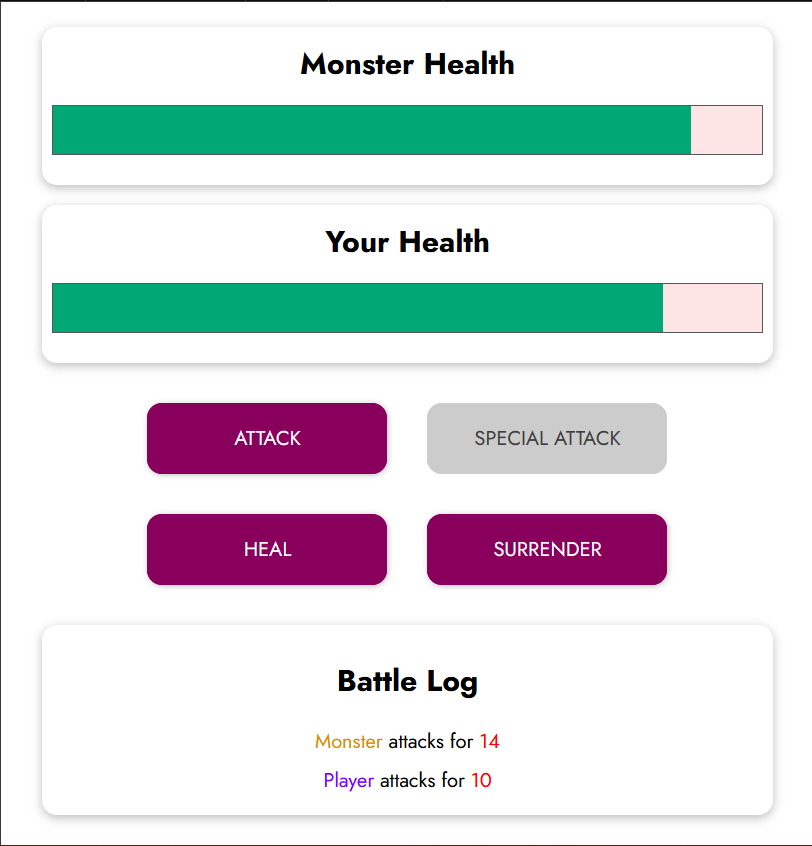 Monster Health
Your Health
ATTACK
SPECIAL ATTACK
HEAL
SURRENDER
Battle Log
Monster attacks for 14
Player attacks for 10